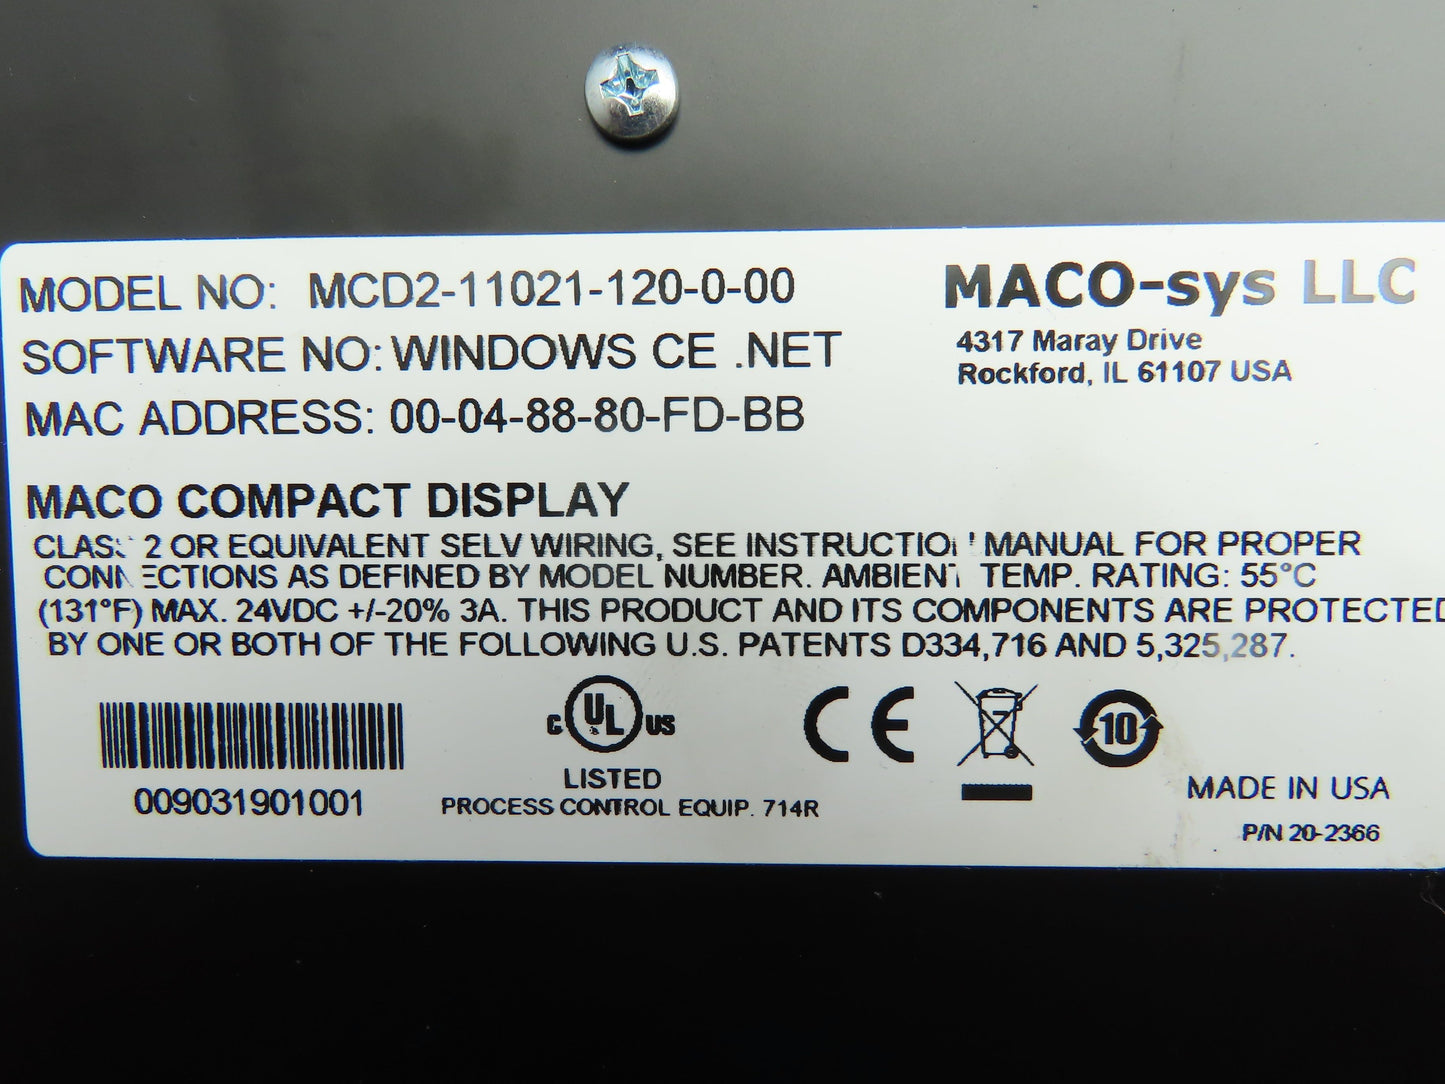 MODEL NO: MCD2-11021-120-0-00
SOFTWARE NO: WINDOWS CE .NET
MAC ADDRESS: 00-04-88-80-FD-BB
MACO-sys LLC
4317 Maray Drive
Rockford, IL 61107 USA
MACO COMPACT DISPLAY
CLASS 2 OR EQUIVALENT SELV WIRING, SEE INSTRUCTION MANUAL FOR PROPER
CONNECTIONS AS DEFINED BY MODEL NUMBER. AMBIENT TEMP. RATING: 55°C
(131°F) MAX. 24VDC +/-20% 3A. THIS PRODUCT AND ITS COMPONENTS ARE PROTECTED
BY ONE OR BOTH OF THE FOLLOWING U.S. PATENTS D334,716 AND 5,325,287.
009031901001
C UL US
LISTED
PROCESS CONTROL EQUIP. 714R
CE
10
MADE IN USA
P/N 20-2366